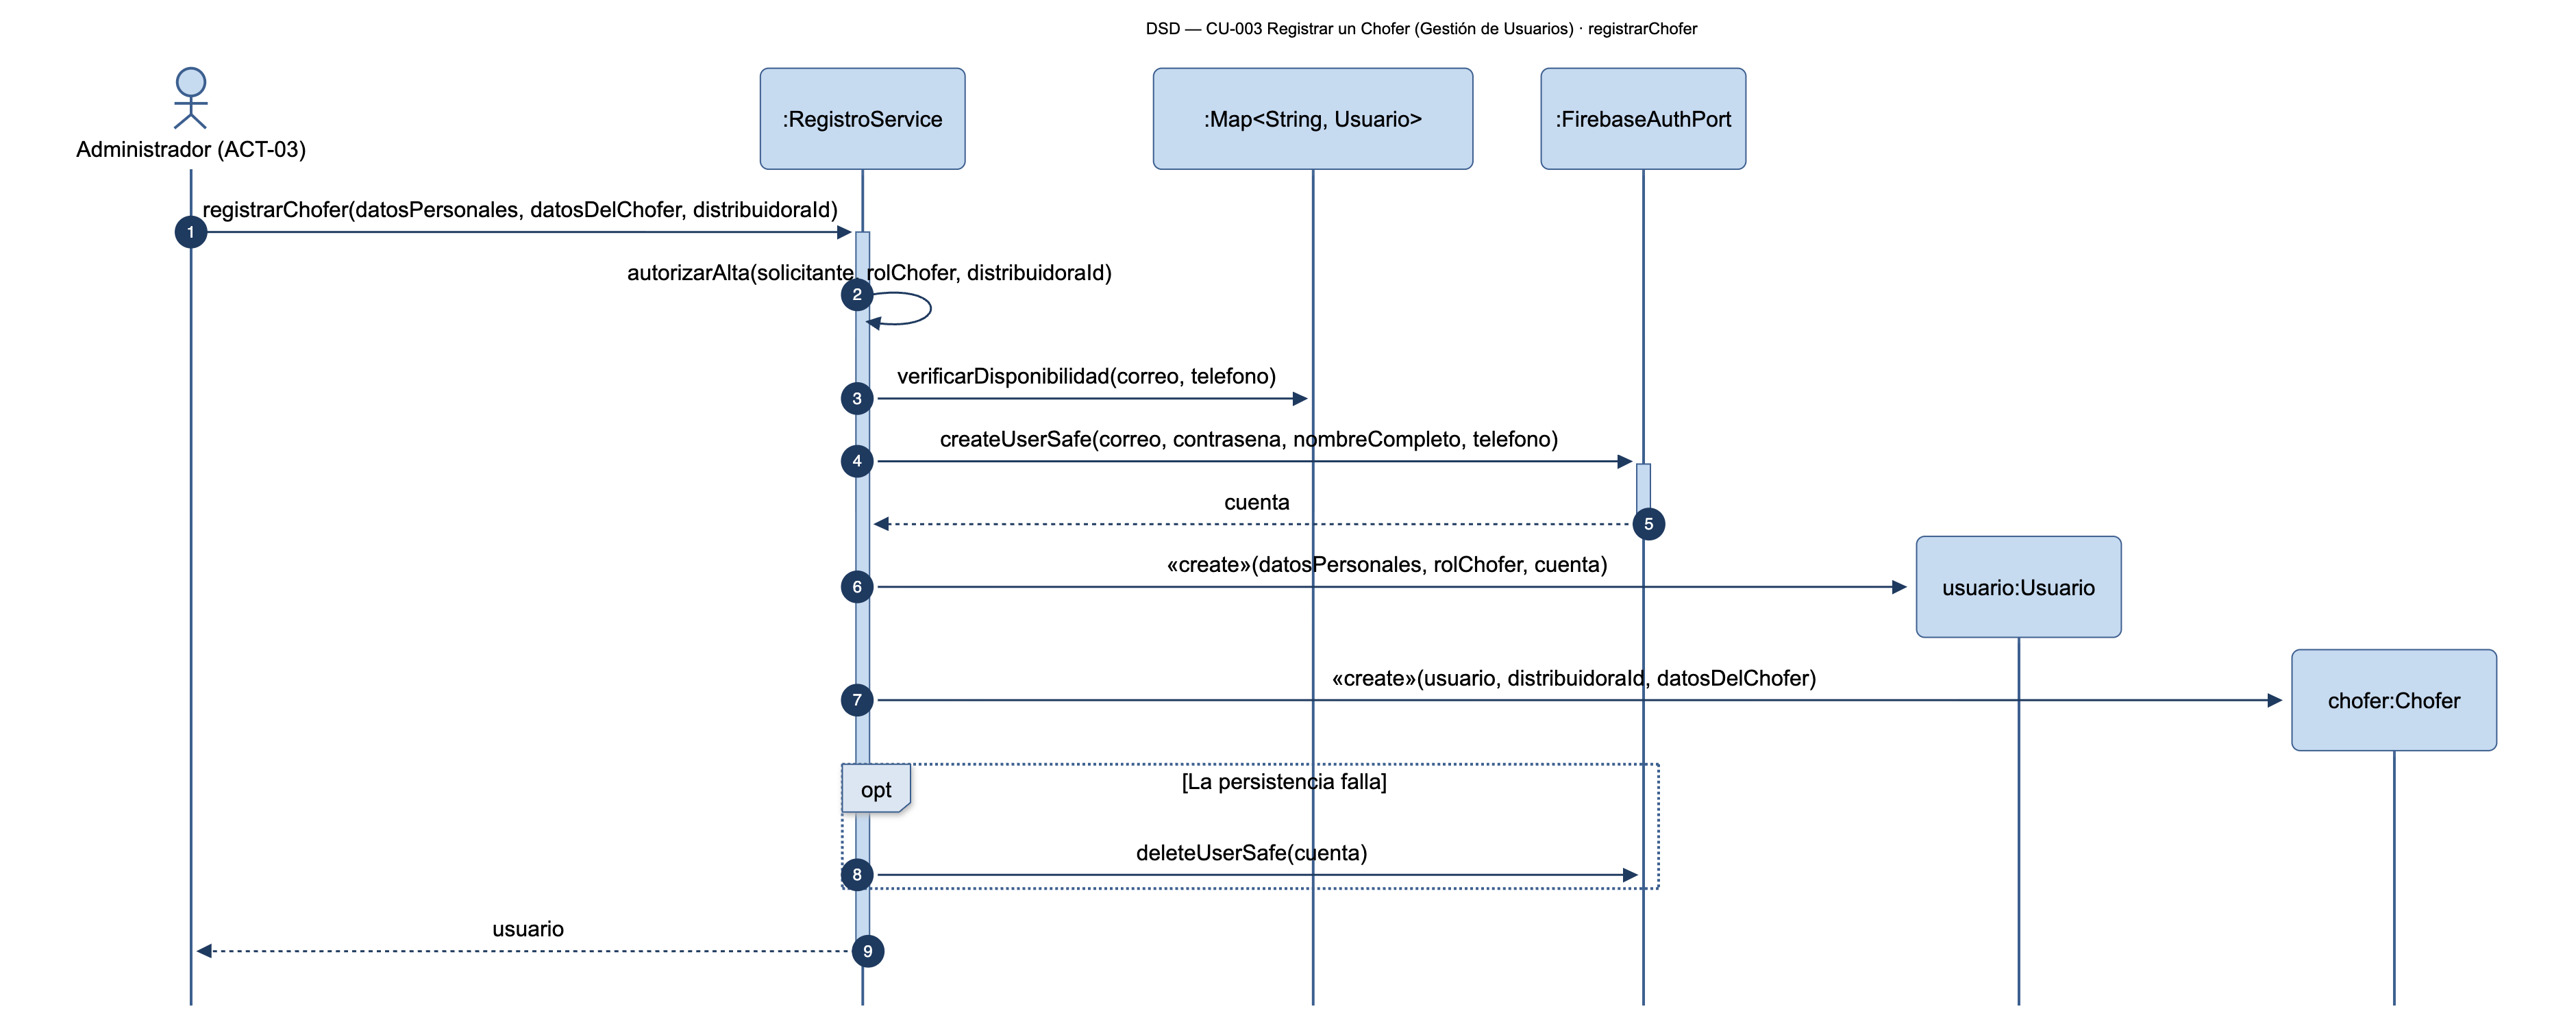 DSD — CU-003 Registrar un Chofer (Gestión de Usuarios) · registrarChofer
Administrador (ACT-03)
:RegistroService
:Map<String, Usuario>
:FirebaseAuthPort
registrarChofer(datosPersonales, datosDelChofer, distribuidoraId)
1
autorizarAlta(solicitante, rolChofer, distribuidoraId)
2
verificarDisponibilidad(correo, telefono)
3
createUserSafe(correo, contrasena, nombreCompleto, telefono)
4
cuenta
5
«create»(datosPersonales, rolChofer, cuenta)
6
usuario:Usuario
«create»(usuario, distribuidoraId, datosDelChofer)
7
chofer:Chofer
opt
[La persistencia falla]
deleteUserSafe(cuenta)
8
usuario
9